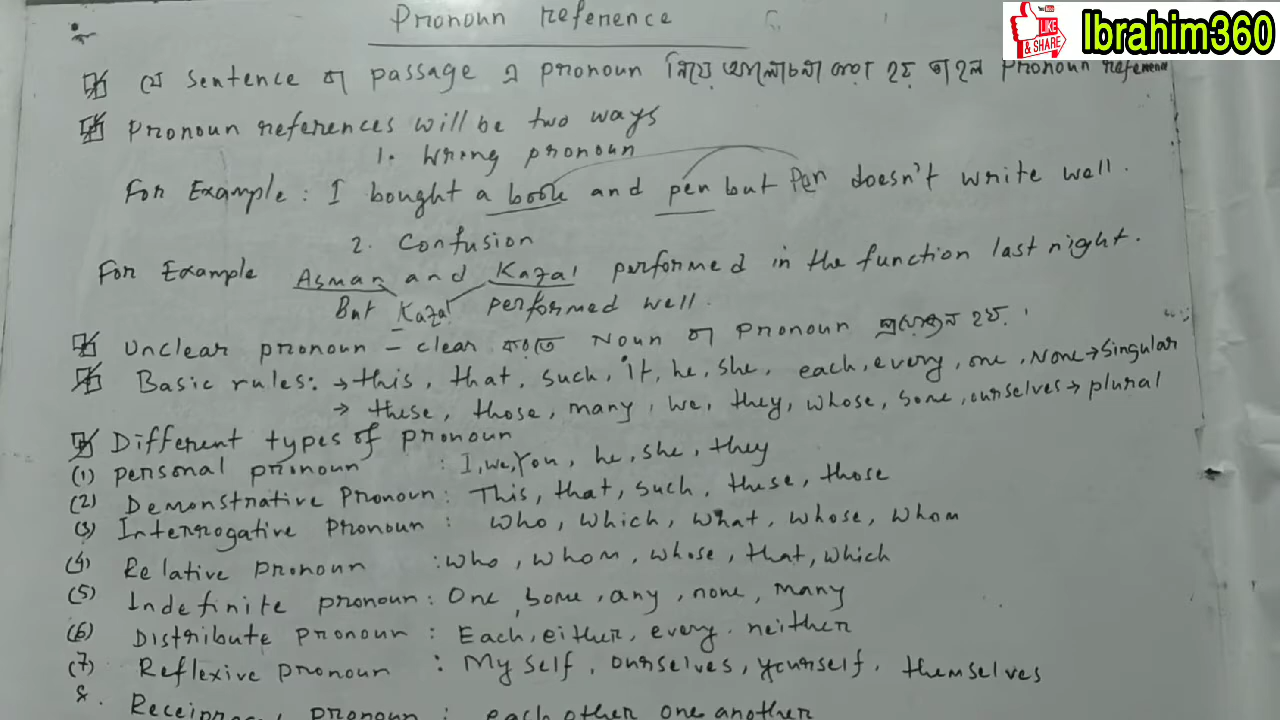 Pronoun reference
YouTube
LIKE & SHARE
Ibrahim360
যে sentence বা passage এ pronoun নিয়ে আলোচনা করা হয় তাহল Pronoun reference
Pronoun references will be two ways
1. Wrong pronoun
For Example: I bought a book and pen but Pen doesn't write well.
2. Confusion
For Example Asman and Kazal performed in the function last night.
But Kazal performed well.
Unclear pronoun - clear করতে Noun বা Pronoun প্রয়োজন হয়.
Basic rules: → this, that, such, it, he, she, each, every, one, None → singular
→ these, those, many, we, they, whose, some, ourselves → plural
Different types of pronoun
(1) Personal pronoun : I, we, You, he, she, they
(2) Demonstrative Pronoun: This, that, such, these, those
(3) Interrogative Pronoun : Who, which, what, whose, whom
(4) Relative pronoun : who, whom, whose, that, which
(5) Indefinite pronoun: One, some, any, none, many
(6) Distribute pronoun : Each, either, every. neither
(7) Reflexive pronoun : My self, ourselves, yourself, themselves
8. pronoun : each other one another